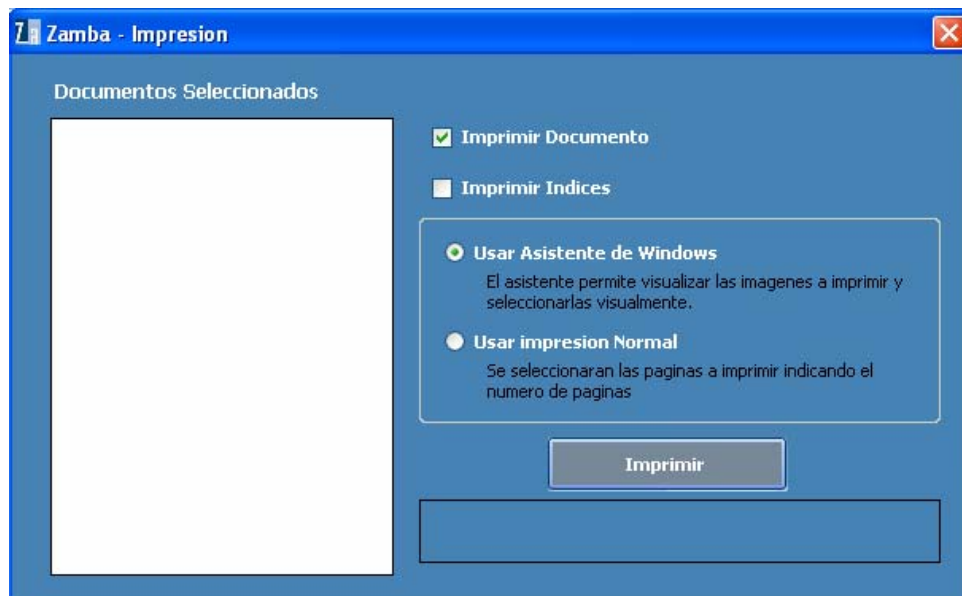 Zamba - Impresion
Documentos Seleccionados
Imprimir Documento
Imprimir Indices
Usar Asistente de Windows
El asistente permite visualizar las imagenes a imprimir y
seleccionarlas visualmente.
Usar impresion Normal
Se seleccionaran las paginas a imprimir indicando el
numero de paginas
Imprimir